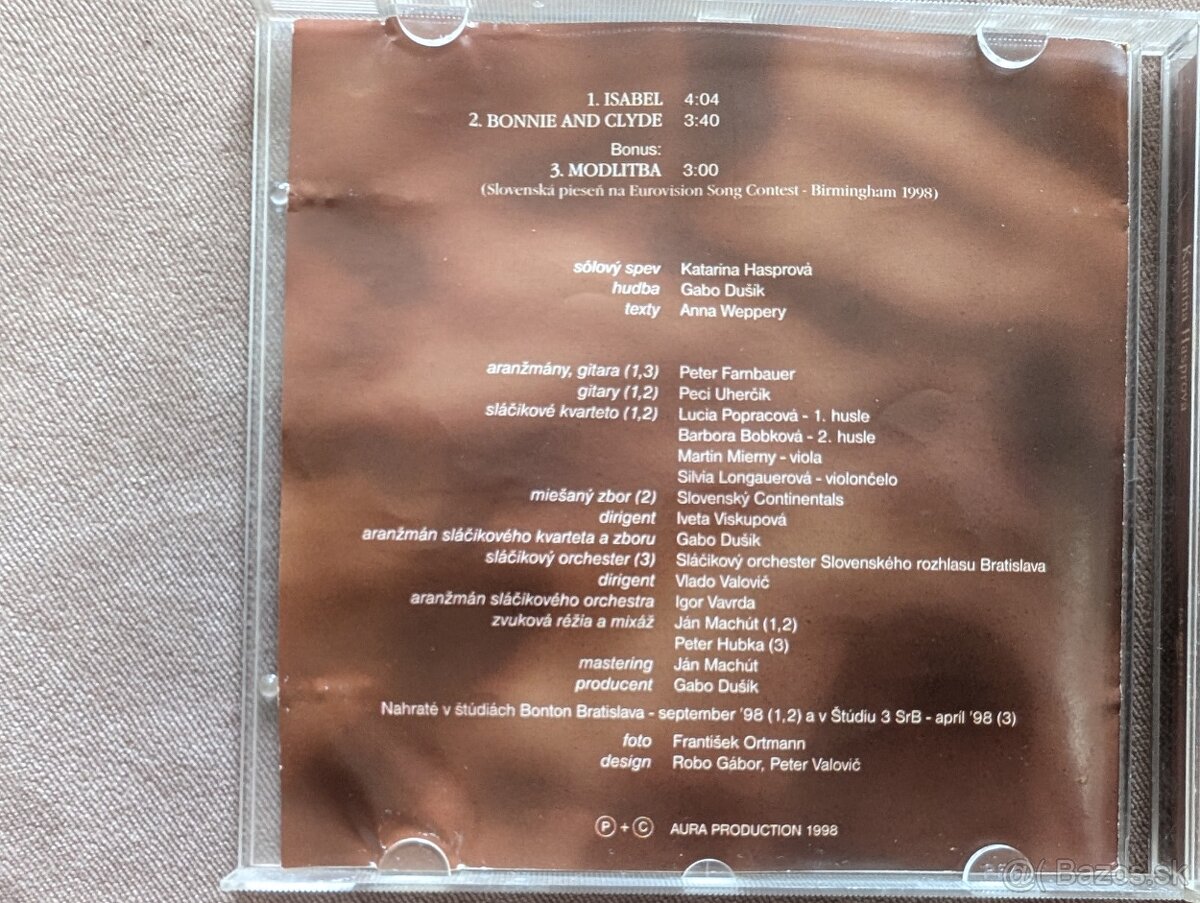 1. ISABEL 4:04
2. BONNIE AND CLYDE 3:40
Bonus:
3. MODLITBA 3:00
(Slovenská pieseň na Eurovision Song Contest - Birmingham 1998)
sólový spev Katarina Hasprová
hudba Gabo Dušík
texty Anna Weppery
aranžmány, gitara (1,3) Peter Farnbauer
gitary (1,2) Peci Uherčík
sláčikové kvarteto (1,2) Lucia Popracová - 1. husle
Barbora Bobková - 2. husle
Martin Mierny - viola
Silvia Longauerová - violončelo
miešaný zbor (2) Slovenský Continentals
dirigent Iveta Viskupová
aranžmán sláčikového kvarteta a zboru Gabo Dušík
sláčikový orchester (3) Sláčikový orchester Slovenského rozhlasu Bratislava
dirigent Vlado Valovič
aranžmán sláčikového orchestra Igor Vavrda
zvuková réžia a mixáž Ján Machút (1,2)
Peter Hubka (3)
mastering Ján Machút
producent Gabo Dušík
Nahraté v štúdiách Bonton Bratislava - september '98 (1,2) a v Štúdiu 3 SrB - apríl '98 (3)
foto František Ortmann
design Robo Gábor, Peter Valovič
Ⓟ + Ⓒ AURA PRODUCTION 1998
Katarina Hasprova
@( Bazos.sk